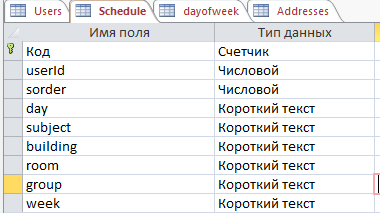 Users Schedule dayofweek Addresses
Имя поля Тип данных
Код Счетчик
userId Числовой
sorder Числовой
day Короткий текст
subject Короткий текст
building Короткий текст
room Короткий текст
group Короткий текст
week Короткий текст